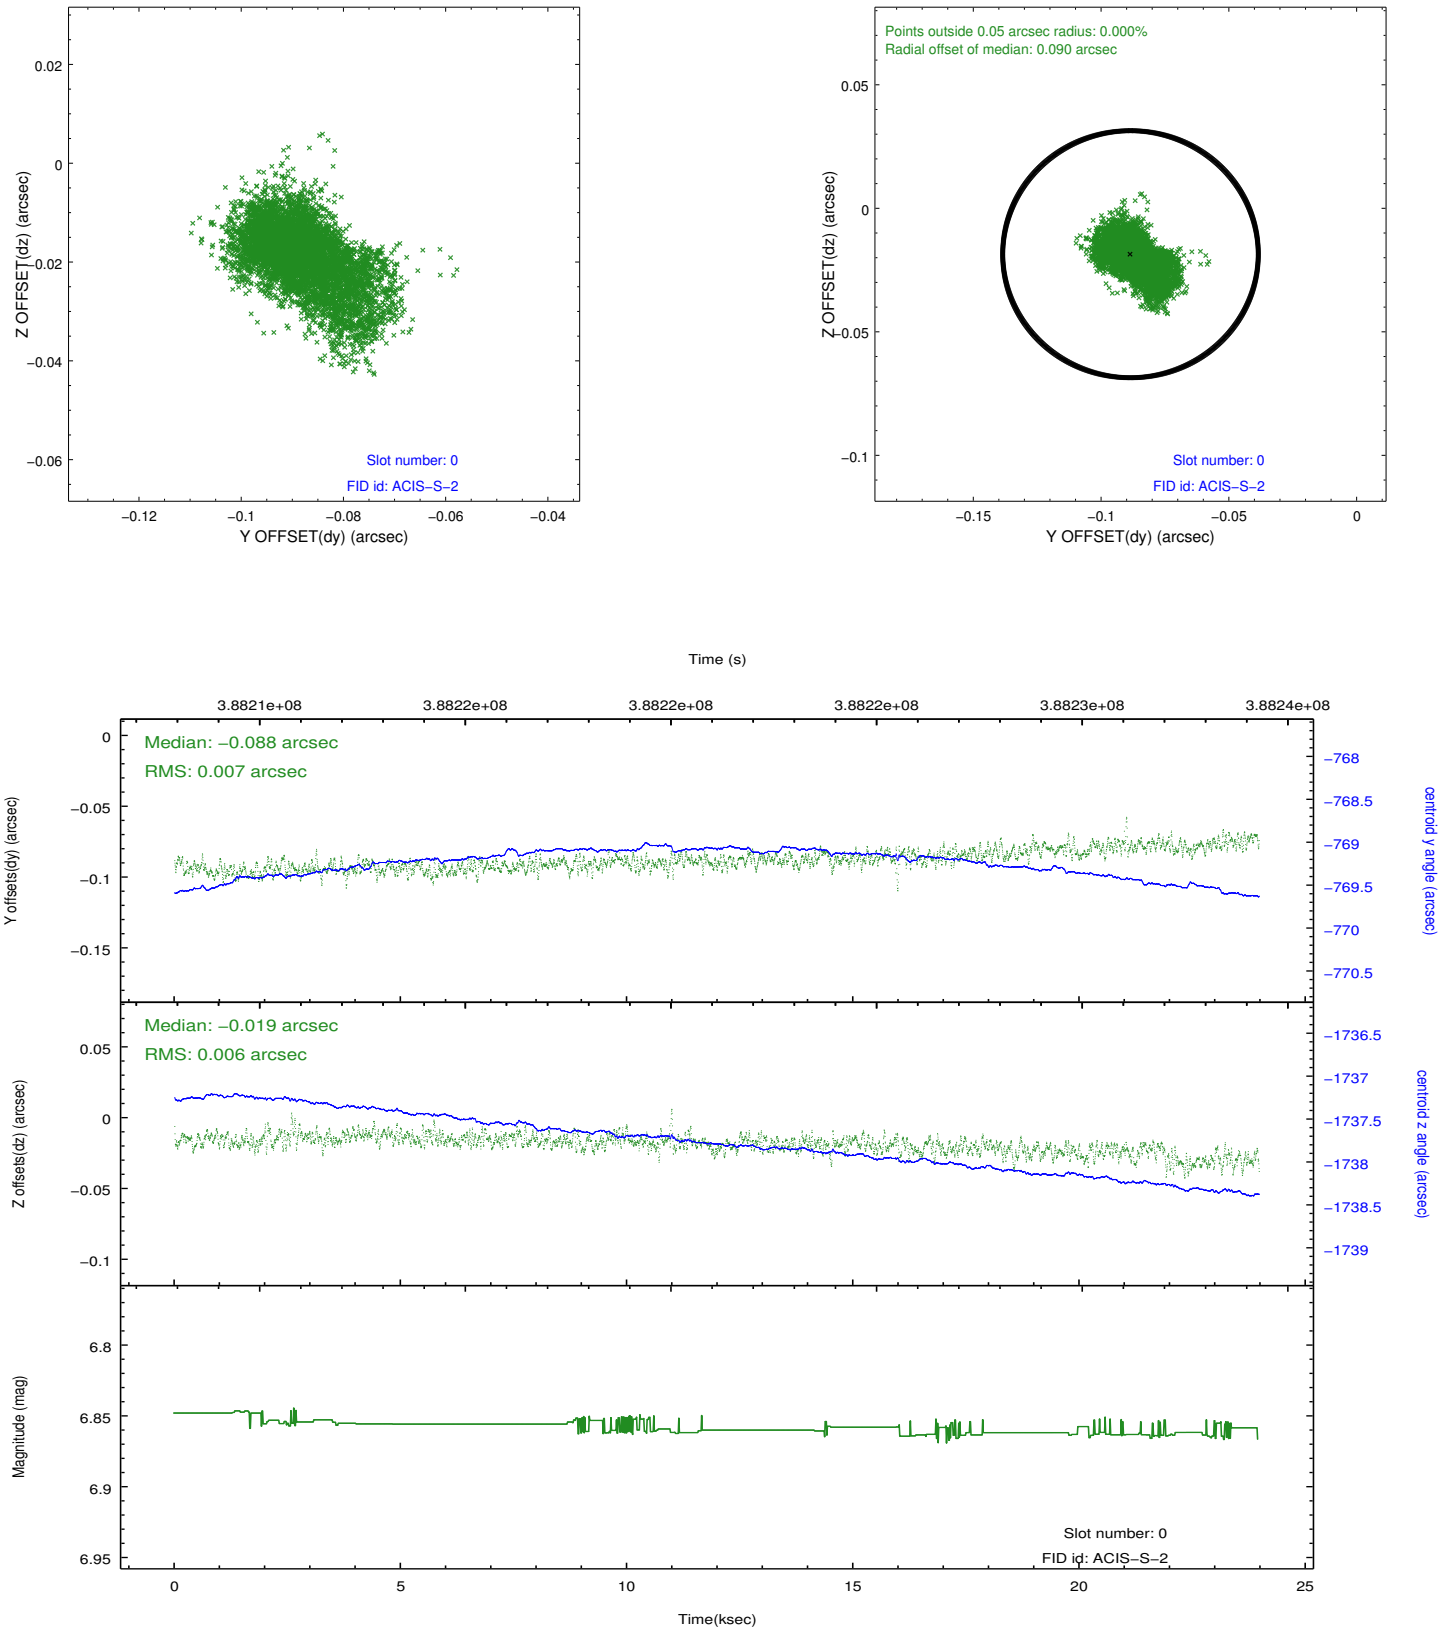 0.02
0
−0.02
−0.04
−0.06
Z OFFSET(dz) (arcsec)
Slot number: 0
FID id: ACIS−S−2
−0.12
−0.1
−0.08
−0.06
−0.04
Y OFFSET(dy) (arcsec)
Points outside 0.05 arcsec radius: 0.000%
Radial offset of median: 0.090 arcsec
0.05
0
−0.05
−0.1
Z OFFSET(dz) (arcsec)
Slot number: 0
FID id: ACIS−S−2
−0.15
−0.1
−0.05
0
Y OFFSET(dy) (arcsec)
Time (s)
3.8821e+08
3.8822e+08
3.8822e+08
3.8822e+08
3.8823e+08
3.8824e+08
Median: −0.088 arcsec
RMS: 0.007 arcsec
0
−0.05
−0.1
−0.15
Y offsets(dy) (arcsec)
−768
−768.5
−769
−769.5
−770
−770.5
centroid y angle (arcsec)
Median: −0.019 arcsec
RMS: 0.006 arcsec
0.05
0
−0.05
−0.1
Z offsets(dz) (arcsec)
−1736.5
−1737
−1737.5
−1738
−1738.5
−1739
centroid z angle (arcsec)
6.8
6.85
6.9
6.95
Magnitude (mag)
Slot number: 0
FID id: ACIS−S−2
0
5
10
15
20
25
Time(ksec)